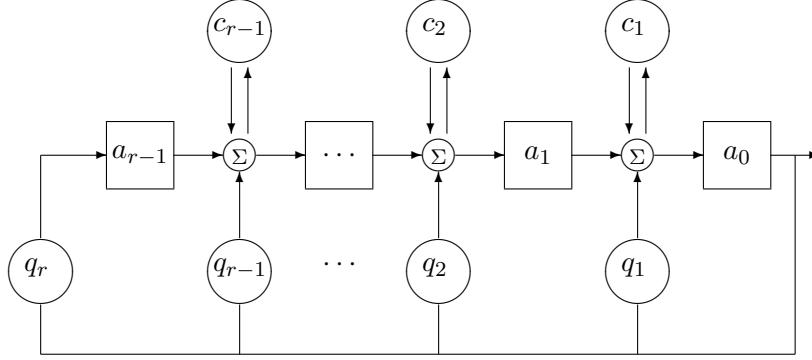 c_{r−1} c_2 c_1
a_{r−1} Σ ⋯ Σ a_1 Σ a_0
q_r q_{r−1} ⋯ q_2 q_1